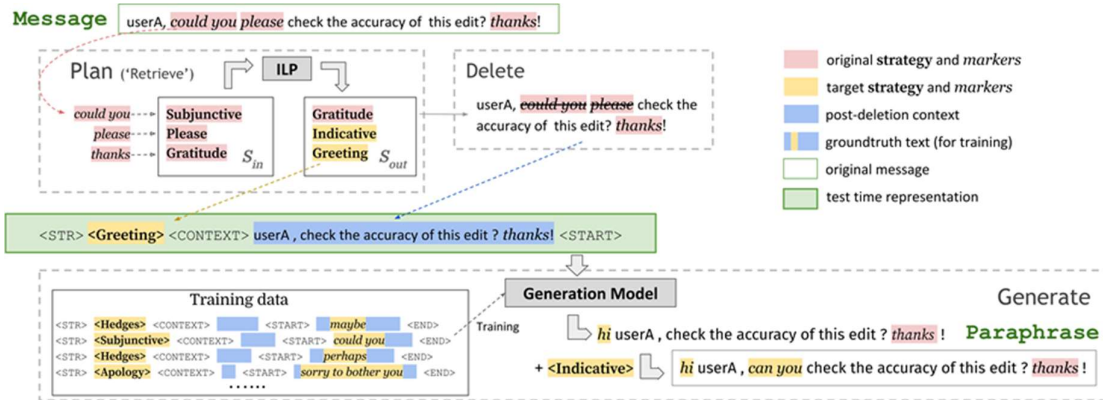 Message
userA, could you please check the accuracy of this edit? thanks!
Plan ('Retrieve')
ILP
could you
please
thanks
Subjunctive
Please
Gratitude
S_in
Gratitude
Indicative
Greeting
S_out
Delete
userA, could you please check the
accuracy of this edit? thanks!
original strategy and markers
target strategy and markers
post-deletion context
groundtruth text (for training)
original message
test time representation
<STR> <Greeting> <CONTEXT> userA , check the accuracy of this edit ? thanks! <START>
Training data
<STR> <Hedges> <CONTEXT> <START> maybe <END>
<STR> <Subjunctive> <CONTEXT> <START> could you <END>
<STR> <Hedges> <CONTEXT> <START> perhaps <END>
<STR> <Apology> <CONTEXT> <START> sorry to bother you <END>
......
Training
Generation Model
Generate
hi userA , check the accuracy of this edit ? thanks !
Paraphrase
+ <Indicative>
hi userA , can you check the accuracy of this edit ? thanks !